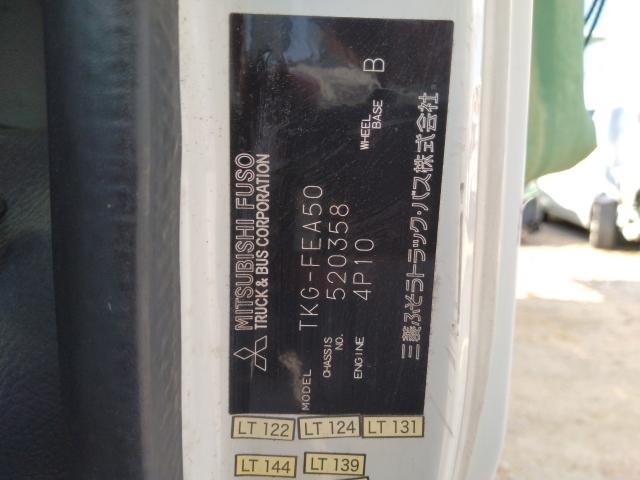 MITSUBISHI FUSO
TRUCK & BUS CORPORATION
MODEL TKG-FEA50
CHASSIS NO. 520358
ENGINE 4P10 WHEEL BASE B
三菱ふそうトラック・バス株式会社
LT 122 LT 124 LT 131
LT 144 LT 139